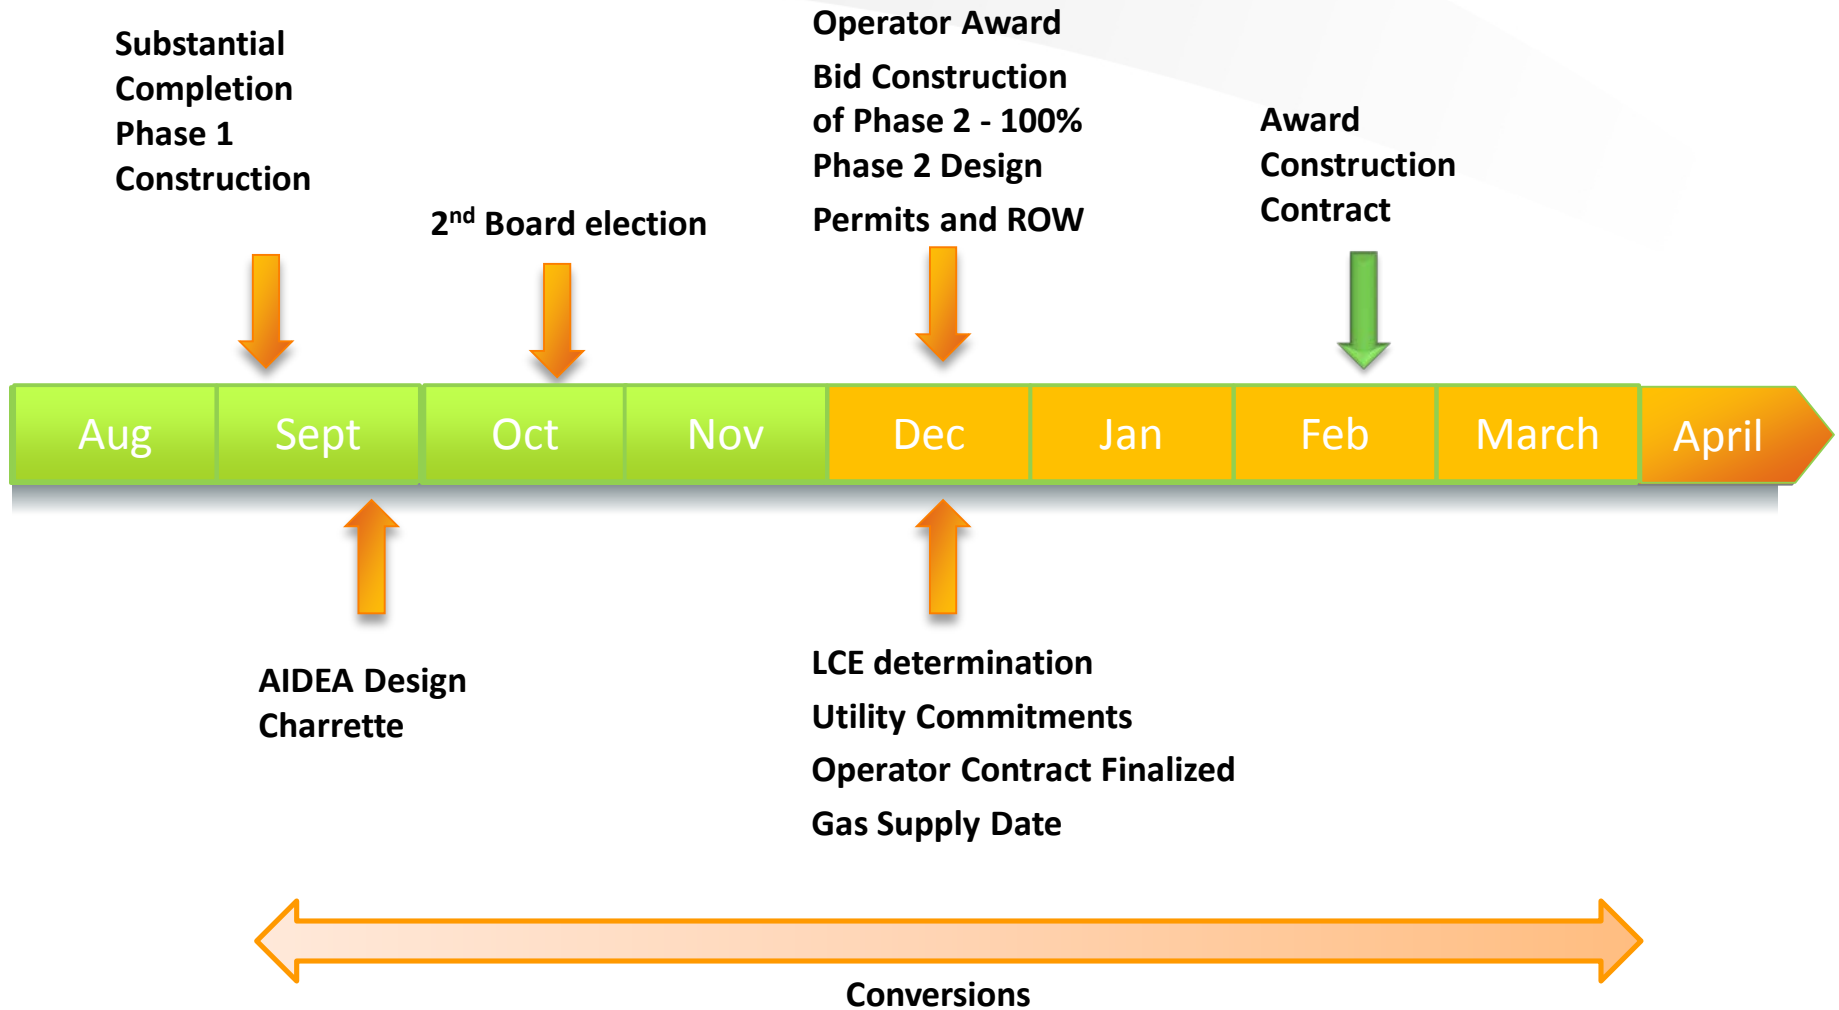 Substantial
Completion
Phase 1
Construction
2nd Board election
Operator Award
Bid Construction
of Phase 2 - 100%
Phase 2 Design
Permits and ROW
Award
Construction
Contract
Aug Sept Oct Nov Dec Jan Feb March April
AIDEA Design
Charrette
LCE determination
Utility Commitments
Operator Contract Finalized
Gas Supply Date
Conversions